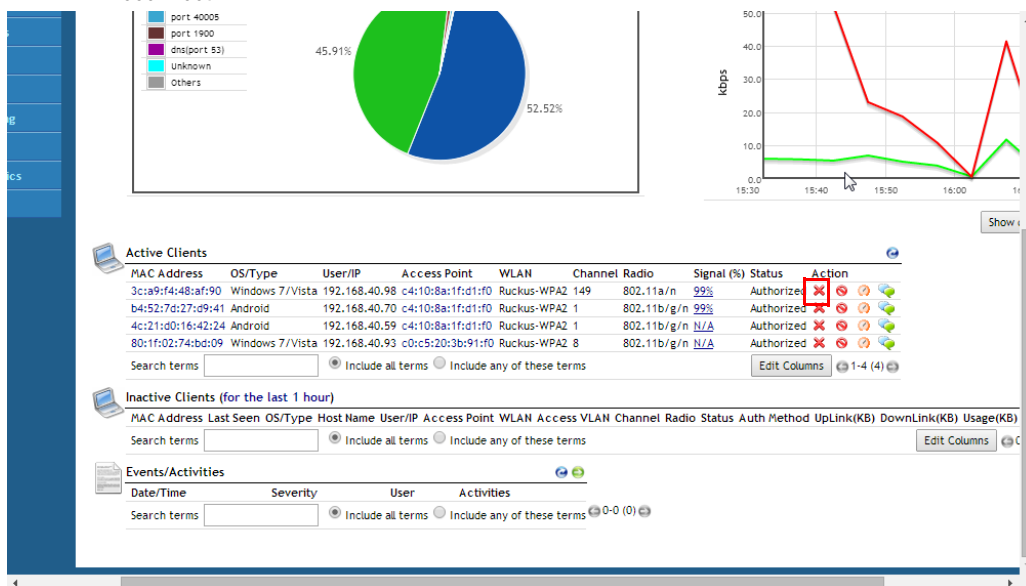 port 40005
port 1900
dns(port 53)
Unknown
Others
45.91%
52.52%
kbps
50.0
40.0
30.0
20.0
10.0
0.0
15:30 15:40 15:50 16:00
ics
Show
Active Clients
MAC Address OS/Type User/IP Access Point WLAN Channel Radio Signal (%) Status Action
3c:a9:f4:48:af:90 Windows 7/Vista 192.168.40.98 c4:10:8a:1f:d1:f0 Ruckus-WPA2 149 802.11a/n 99% Authorized
b4:52:7d:27:d9:41 Android 192.168.40.70 c4:10:8a:1f:d1:f0 Ruckus-WPA2 1 802.11b/g/n 99% Authorized
4c:21:d0:16:42:24 Android 192.168.40.59 c4:10:8a:1f:d1:f0 Ruckus-WPA2 1 802.11b/g/n N/A Authorized
80:1f:02:74:bd:09 Windows 7/Vista 192.168.40.93 c0:c5:20:3b:91:f0 Ruckus-WPA2 8 802.11b/g/n N/A Authorized
Search terms Include all terms Include any of these terms Edit Columns 1-4 (4)
Inactive Clients (for the last 1 hour)
MAC Address Last Seen OS/Type Host Name User/IP Access Point WLAN Access VLAN Channel Radio Status Auth Method UpLink(KB) DownLink(KB) Usage(KB)
Search terms Include all terms Include any of these terms Edit Columns
Events/Activities
Date/Time Severity User Activities
Search terms Include all terms Include any of these terms 0-0 (0)